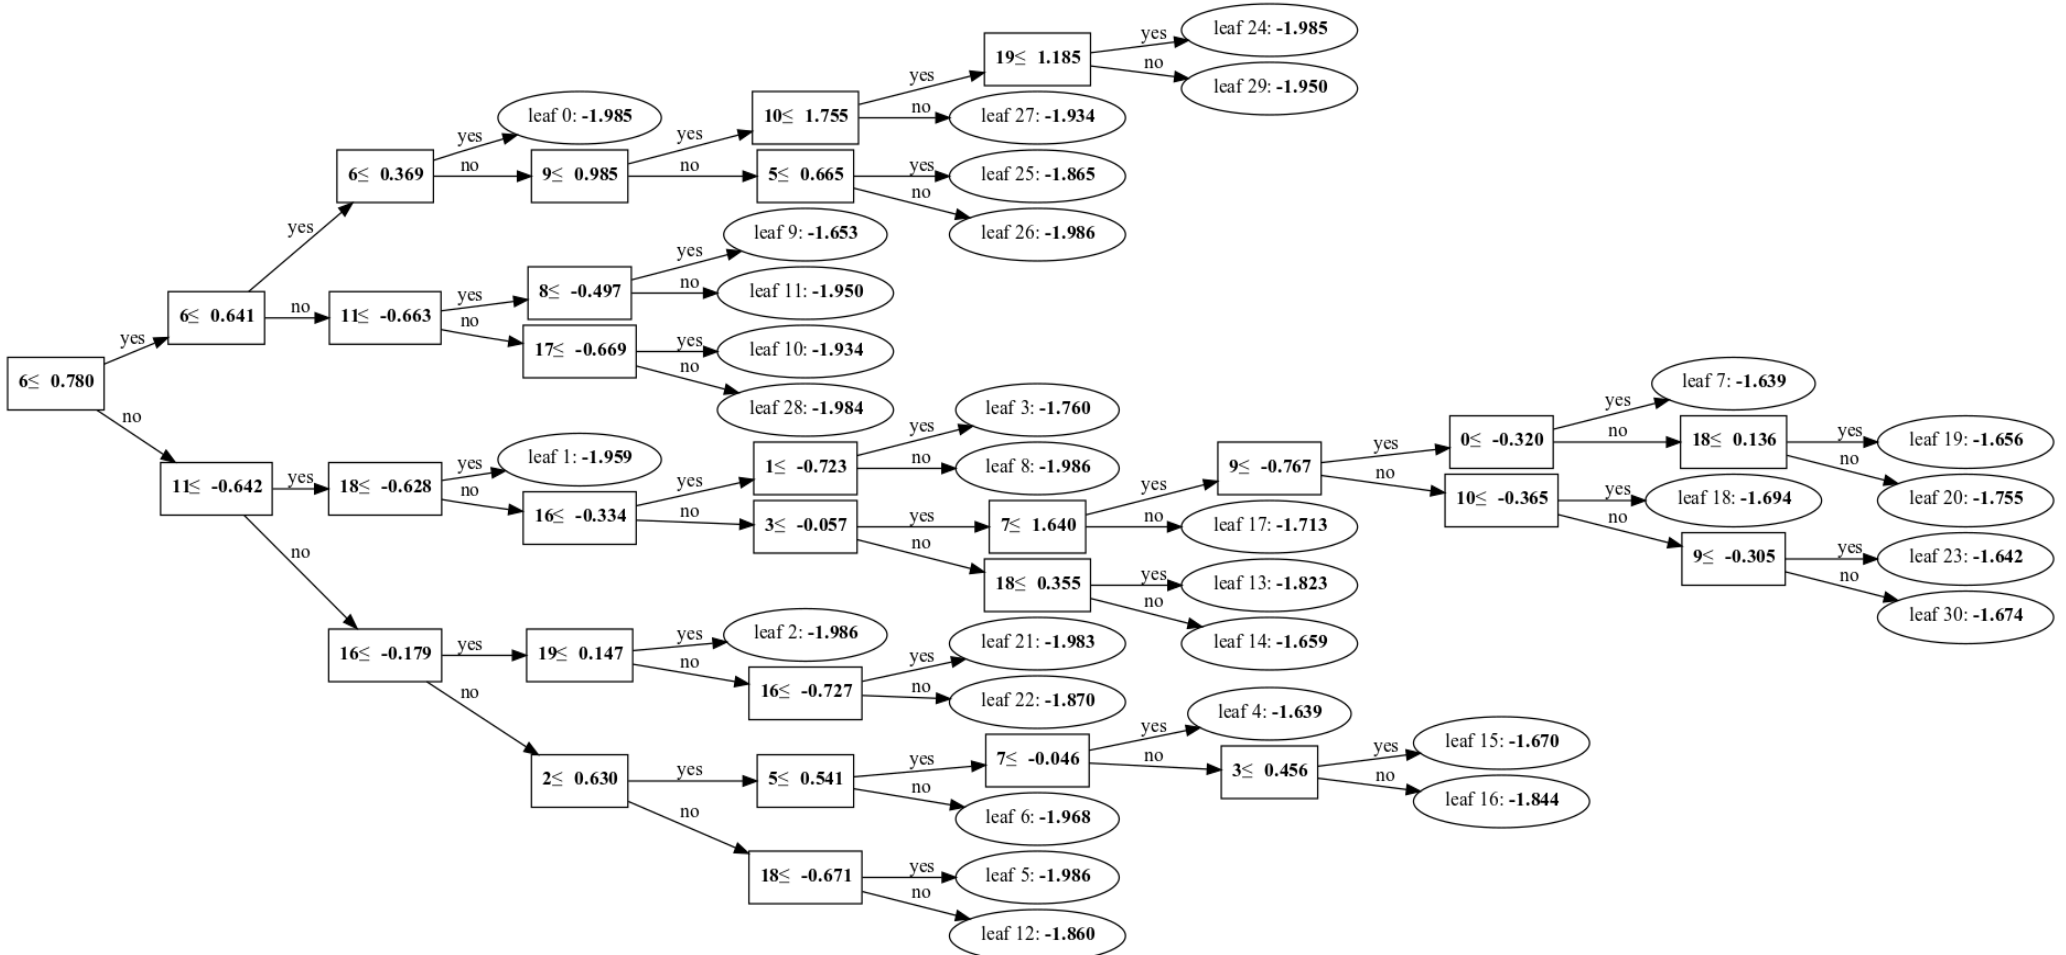 19≤ 1.185
yes
leaf 24: -1.985
no
leaf 29: -1.950
10≤ 1.755
yes
no
leaf 27: -1.934
6≤ 0.369
yes
leaf 0: -1.985
no
9≤ 0.985
yes
no
5≤ 0.665
yes
leaf 25: -1.865
no
leaf 26: -1.986
yes
6≤ 0.641
no
11≤ -0.663
yes
8≤ -0.497
yes
leaf 9: -1.653
no
leaf 11: -1.950
no
17≤ -0.669
yes
leaf 10: -1.934
no
leaf 28: -1.984
6≤ 0.780
yes
no
11≤ -0.642
yes
18≤ -0.628
yes
leaf 1: -1.959
no
16≤ -0.334
yes
1≤ -0.723
yes
leaf 3: -1.760
no
leaf 8: -1.986
no
3≤ -0.057
yes
7≤ 1.640
yes
9≤ -0.767
yes
0≤ -0.320
yes
leaf 7: -1.639
no
18≤ 0.136
yes
leaf 19: -1.656
no
leaf 20: -1.755
no
10≤ -0.365
yes
leaf 18: -1.694
no
9≤ -0.305
yes
leaf 23: -1.642
no
leaf 30: -1.674
no
leaf 17: -1.713
no
18≤ 0.355
yes
leaf 13: -1.823
no
leaf 14: -1.659
no
16≤ -0.179
yes
19≤ 0.147
yes
leaf 2: -1.986
no
16≤ -0.727
yes
leaf 21: -1.983
no
leaf 22: -1.870
no
2≤ 0.630
yes
5≤ 0.541
yes
7≤ -0.046
yes
leaf 4: -1.639
no
3≤ 0.456
yes
leaf 15: -1.670
no
leaf 16: -1.844
no
leaf 6: -1.968
no
18≤ -0.671
yes
leaf 5: -1.986
no
leaf 12: -1.860